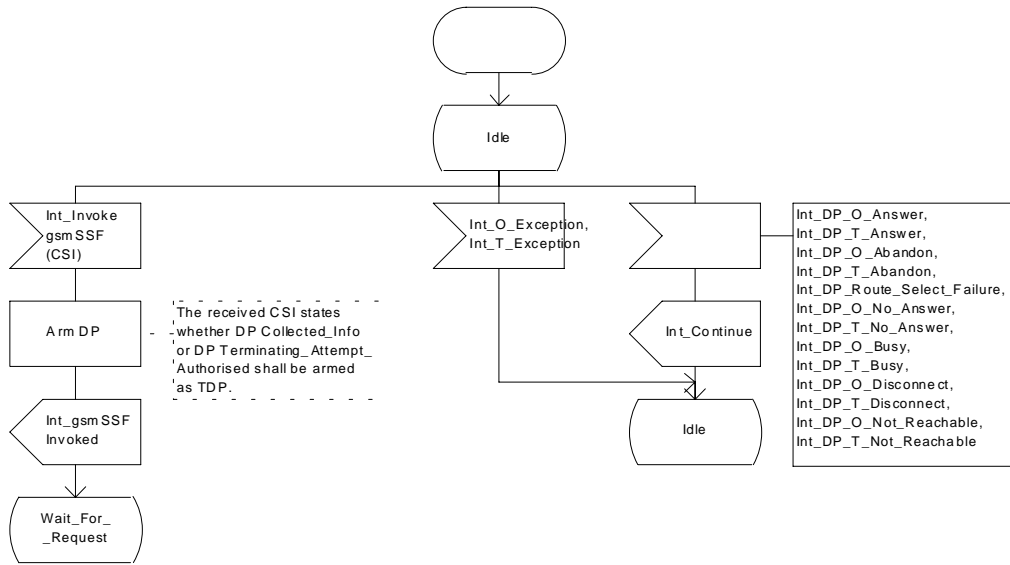 Idle
Int_Invoke
gsmSSF
(CSI)
Int_O_Exception,
Int_T_Exception
Int_DP_O_Answer,
Int_DP_T_Answer,
Int_DP_O_Abandon,
Int_DP_T_Abandon,
Int_DP_Route_Select_Failure,
Int_DP_O_No_Answer,
Int_DP_T_No_Answer,
Int_DP_O_Busy,
Int_DP_T_Busy,
Int_DP_O_Disconnect,
Int_DP_T_Disconnect,
Int_DP_O_Not_Reachable,
Int_DP_T_Not_Reachable
Arm DP
The received CSI states
whether DP Collected_Info
or DP Terminating_Attempt_
Authorised shall be armed
as TDP.
Int_Continue
Int_gsmSSF
Invoked
Idle
Wait_For_
_Request